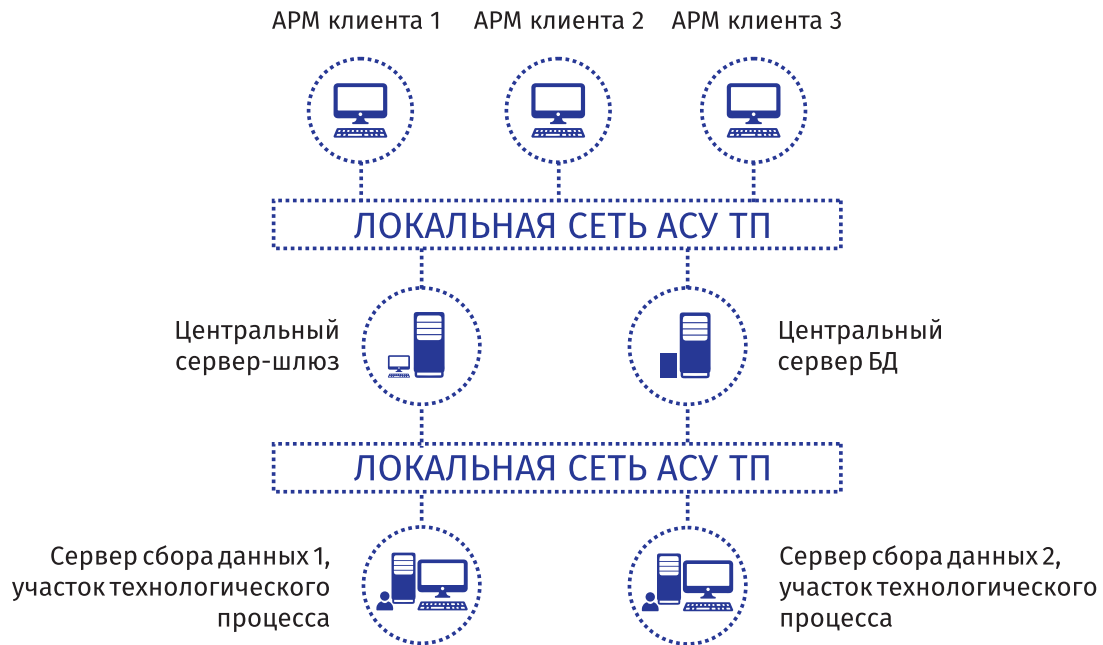 АРМ клиента 1
АРМ клиента 2
АРМ клиента 3
ЛОКАЛЬНАЯ СЕТЬ АСУ ТП
Центральный
сервер-шлюз
Центральный
сервер БД
ЛОКАЛЬНАЯ СЕТЬ АСУ ТП
Сервер сбора данных 1,
участок технологического
процесса
Сервер сбора данных 2,
участок технологического
процесса